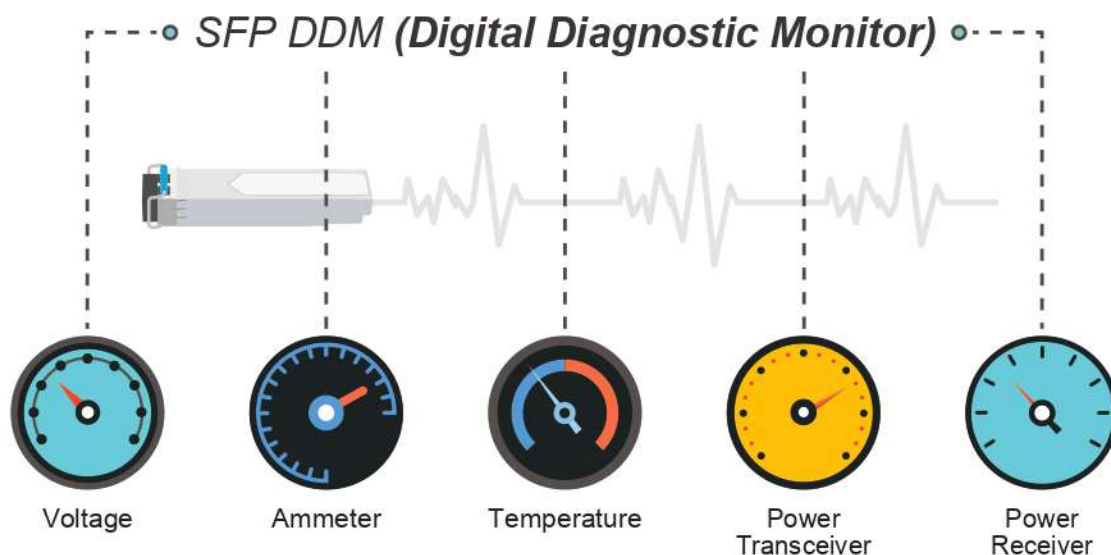 SFP DDM (Digital Diagnostic Monitor)
Voltage
Ammeter
Temperature
Power
Transceiver
Power
Receiver